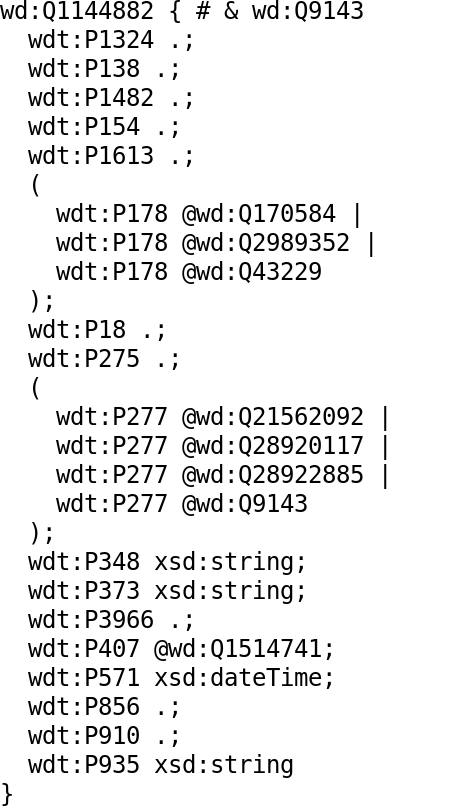 wd:Q1144882 { # & wd:Q9143
  wdt:P1324 .;
  wdt:P138 .;
  wdt:P1482 .;
  wdt:P154 .;
  wdt:P1613 .;
  (
    wdt:P178 @wd:Q170584 |
    wdt:P178 @wd:Q2989352 |
    wdt:P178 @wd:Q43229
  );
  wdt:P18 .;
  wdt:P275 .;
  (
    wdt:P277 @wd:Q21562092 |
    wdt:P277 @wd:Q28920117 |
    wdt:P277 @wd:Q28922885 |
    wdt:P277 @wd:Q9143
  );
  wdt:P348 xsd:string;
  wdt:P373 xsd:string;
  wdt:P3966 .;
  wdt:P407 @wd:Q1514741;
  wdt:P571 xsd:dateTime;
  wdt:P856 .;
  wdt:P910 .;
  wdt:P935 xsd:string
}